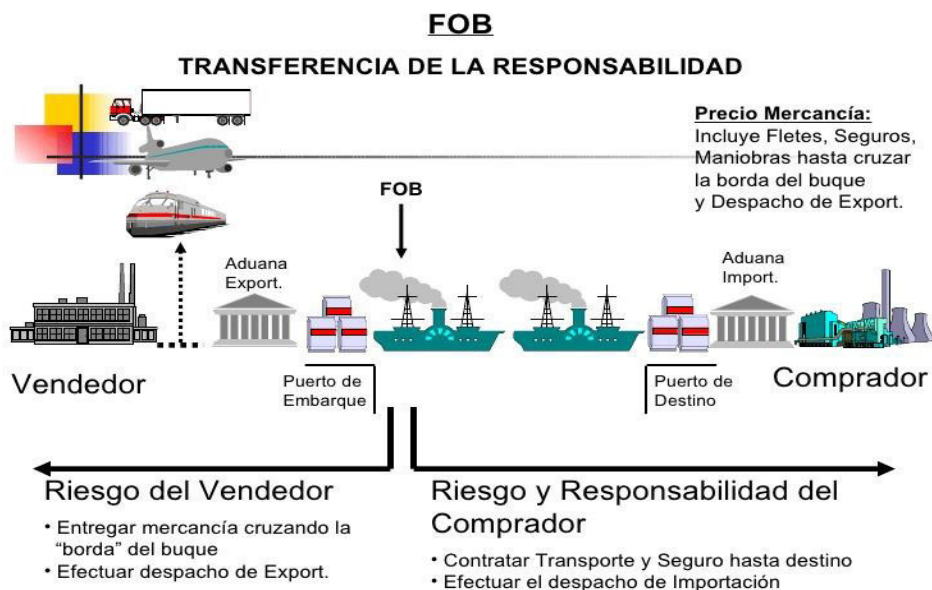 FOB
TRANSFERENCIA DE LA RESPONSABILIDAD
Precio Mercancía:
Incluye Fletes, Seguros,
Maniobras hasta cruzar
la borda del buque
y Despacho de Export.
FOB
Aduana
Export.
Aduana
Import.
Vendedor
Puerto de
Embarque
Puerto de
Destino
Comprador
Riesgo del Vendedor
• Entregar mercancía cruzando la
“borda” del buque
• Efectuar despacho de Export.
Riesgo y Responsabilidad del
Comprador
• Contratar Transporte y Seguro hasta destino
• Efectuar el despacho de Importación